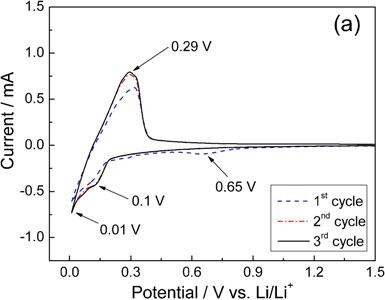 (a)
1.5
1.0
0.5
0.0
-0.5
-1.0
Current / mA
0.29 V
0.65 V
0.1 V
0.01 V
1st cycle
2nd cycle
3rd cycle
0.0 0.3 0.6 0.9 1.2 1.5
Potential / V vs. Li/Li+